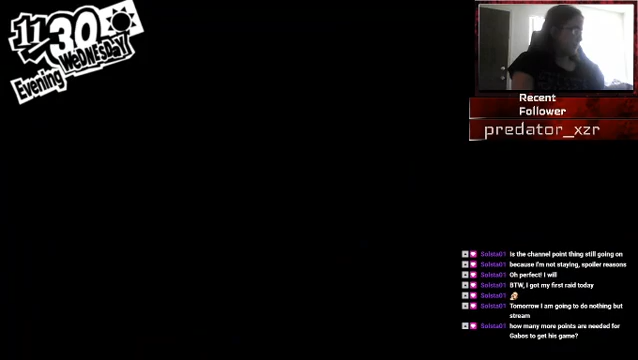 11/30
WEDNESDAY
Evening
Recent
Follower
predator_xzr
Solsta01 Is the channel point thing still going on
Solsta01 because I'm not staying, spoiler reasons
Solsta01 Oh perfect! I will
Solsta01 BTW, I got my first raid today
Solsta01
Solsta01 Tomorrow I am going to do nothing but
stream
Solsta01 how many more points are needed for
Gabos to get his game?